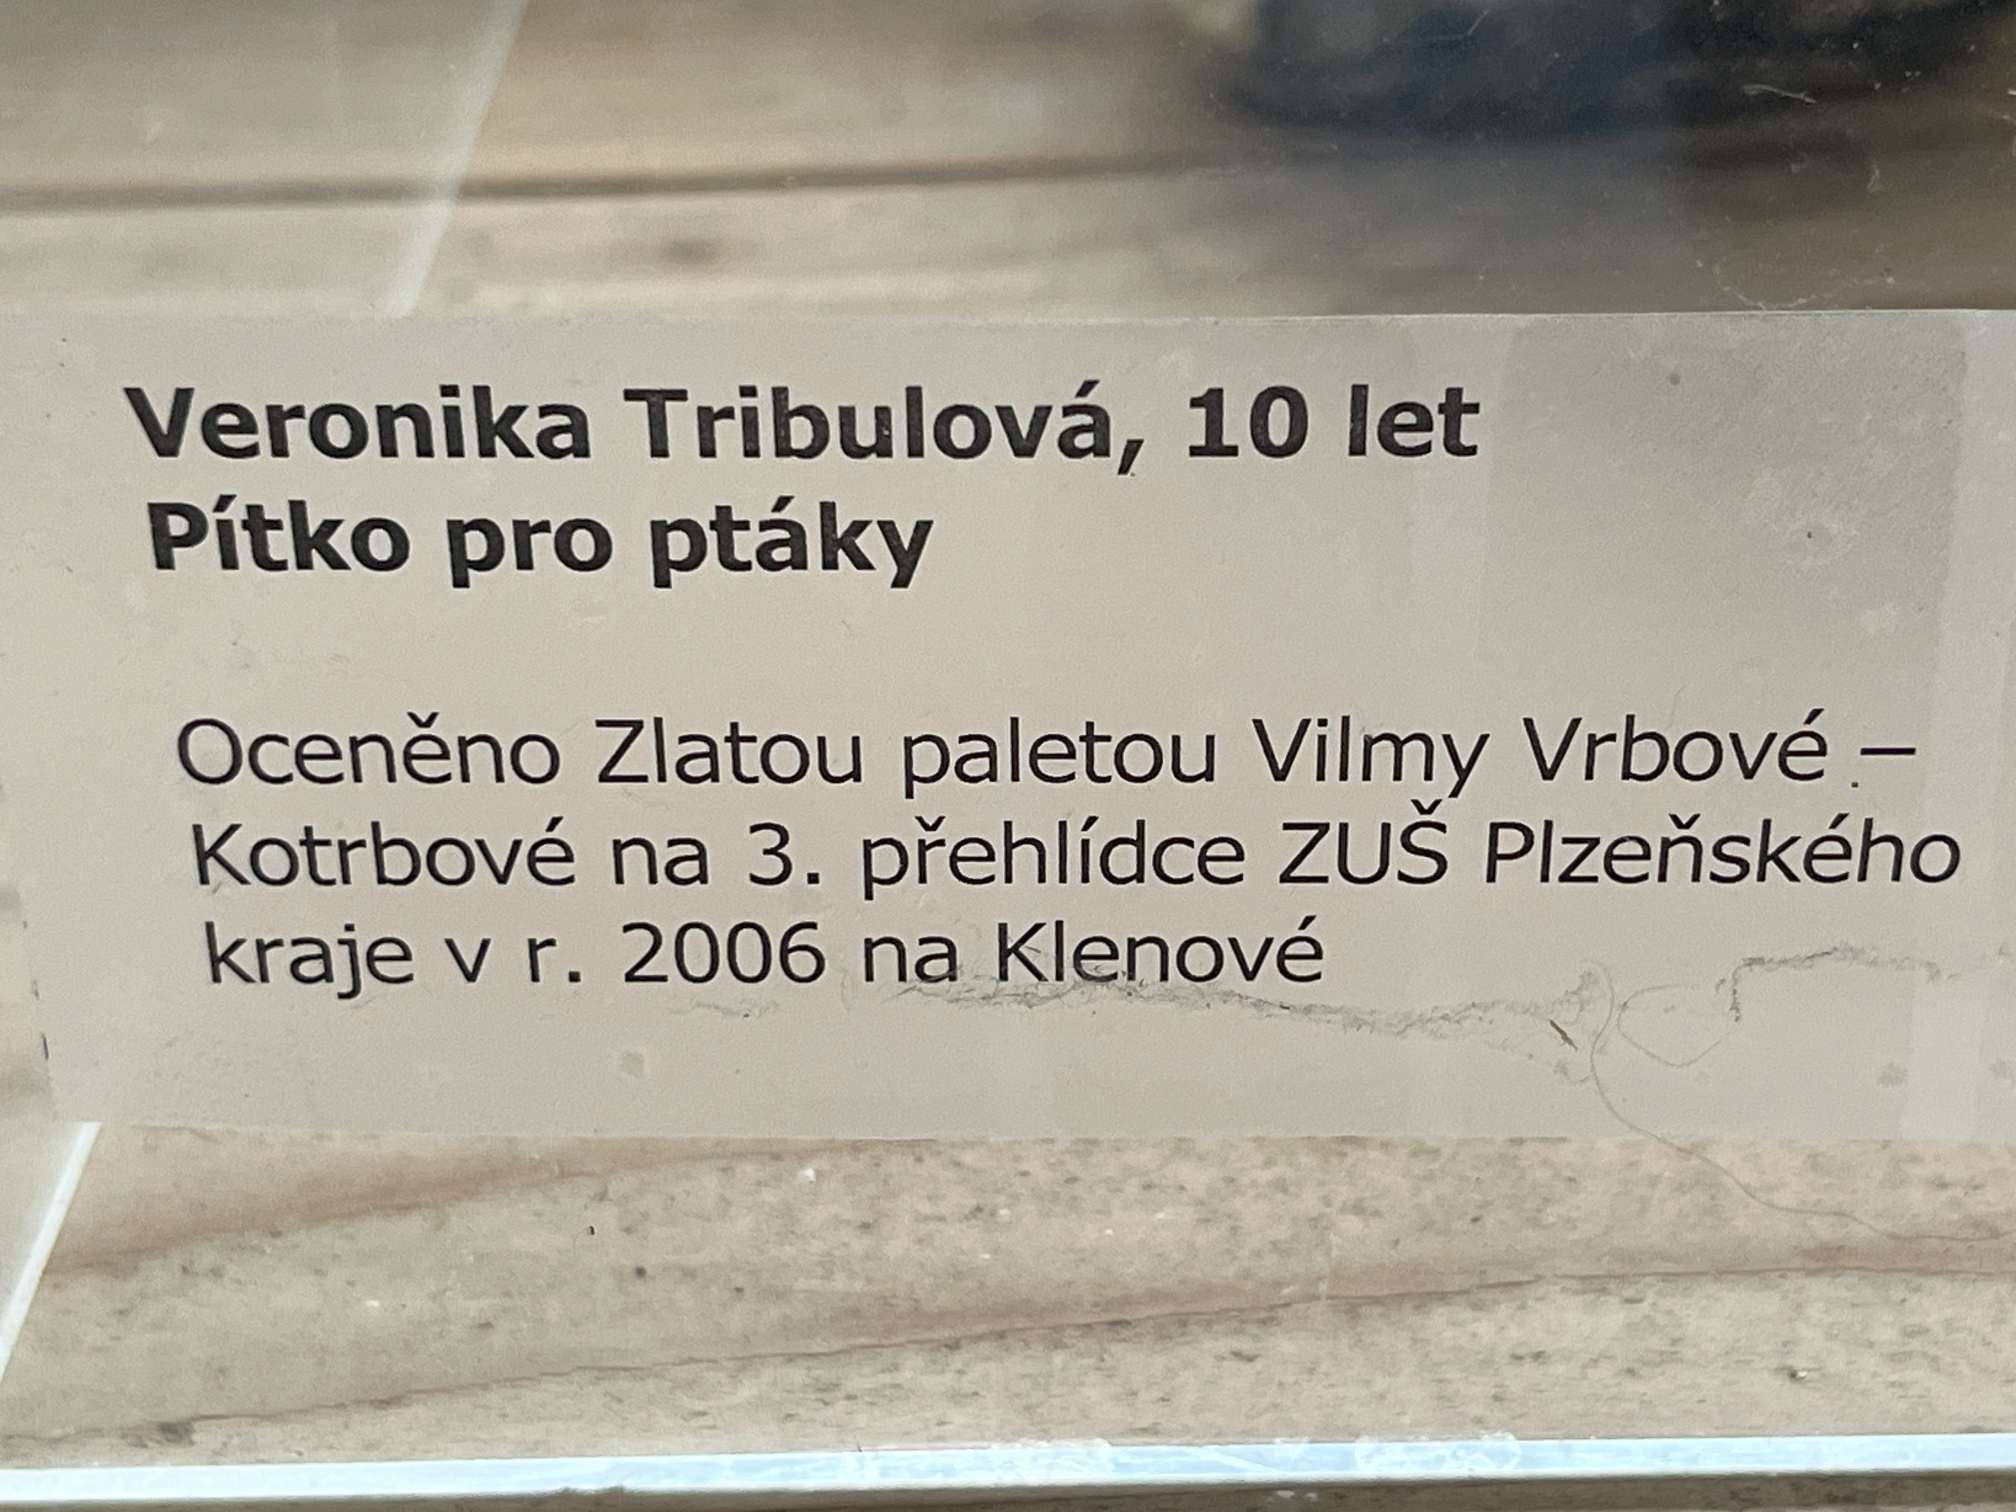 Veronika Tribulová, 10 let
Pítko pro ptáky
Oceněno Zlatou paletou Vilmy Vrbové –
Kotrbové na 3. přehlídce ZUŠ Plzeňského
kraje v r. 2006 na Klenové